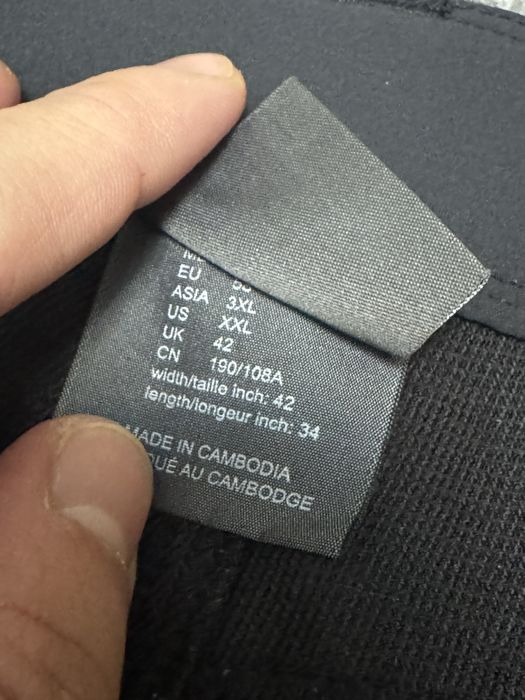 EU
ASIA 3XL
US XXL
UK 42
CN 190/108A
width/taille inch: 42
length/longeur inch: 34
MADE IN CAMBODIA
AU CAMBODGE